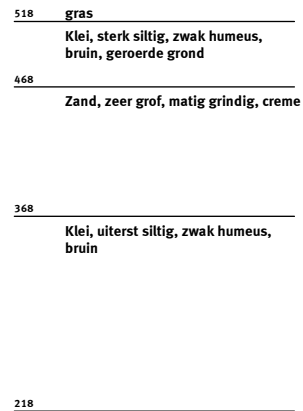 518 gras
Klei, sterk siltig, zwak humeus,
bruin, geroerde grond
468
Zand, zeer grof, matig grindig, creme
368
Klei, uiterst siltig, zwak humeus,
bruin
218